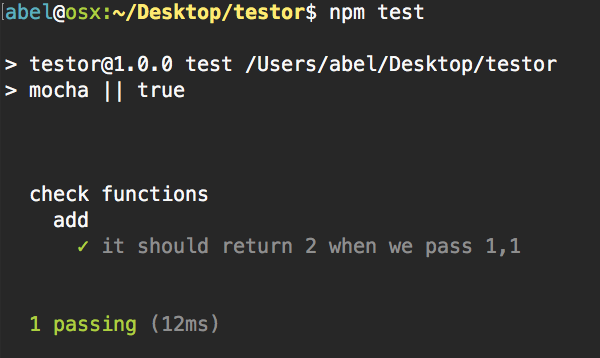 abel@osx:~/Desktop/testor$ npm test
> testor@1.0.0 test /Users/abel/Desktop/testor
> mocha || true
check functions
add
✓ it should return 2 when we pass 1,1
1 passing (12ms)